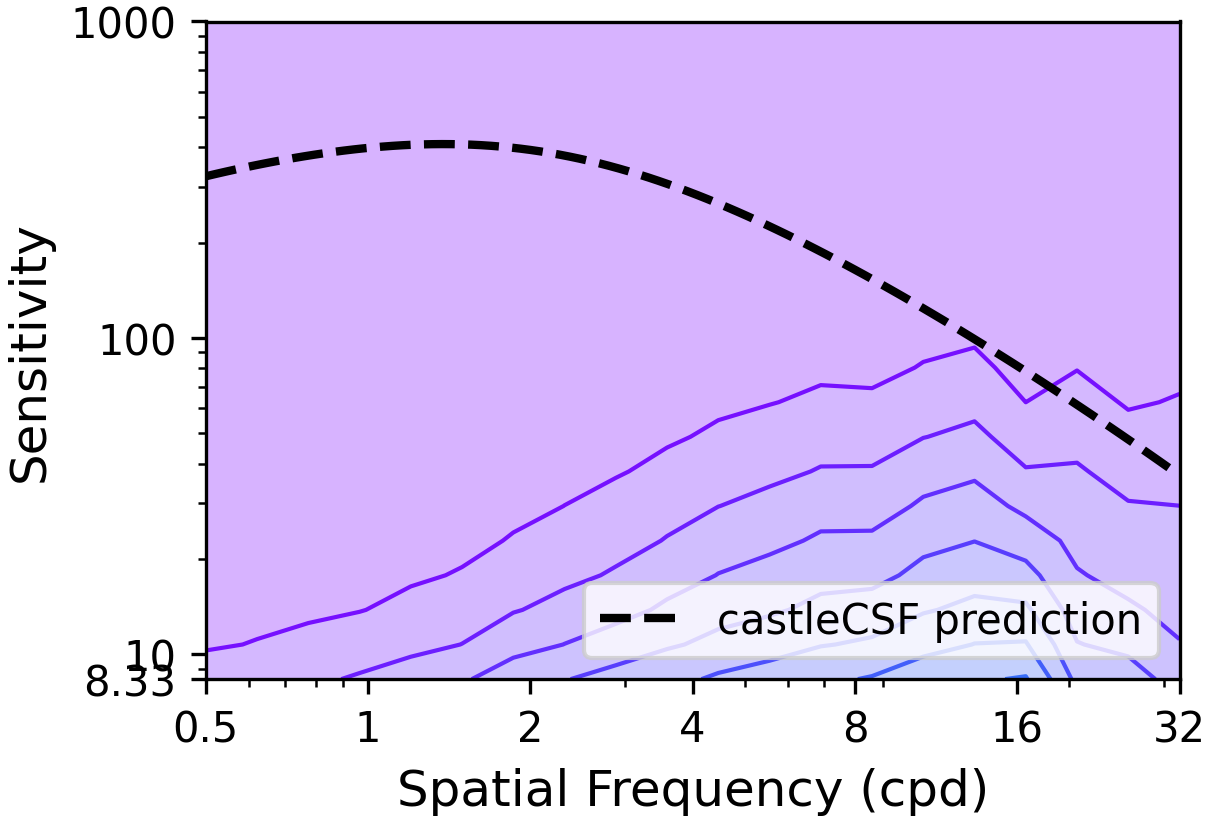 1000
100
10
8.33
Sensitivity
castleCSF prediction
0.5 1 2 4 8 16 32
Spatial Frequency (cpd)